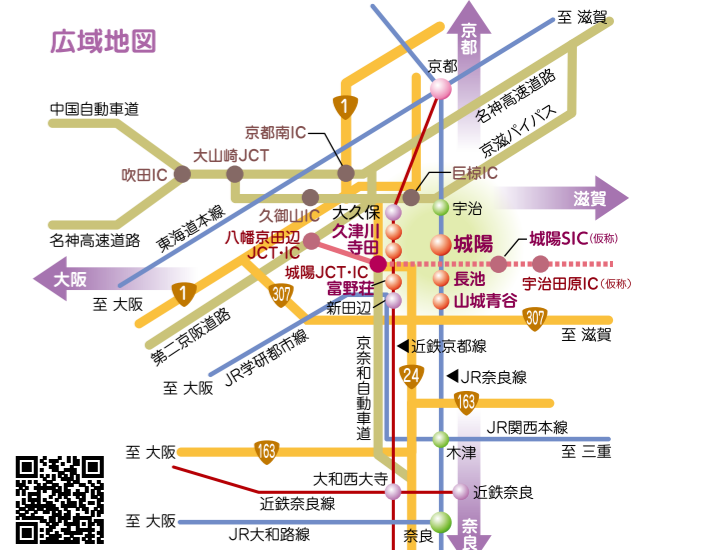 広域地図
京都
至 滋賀
京都
1
名神高速道路
中国自動車道
京都南IC
京滋バイパス
大山崎JCT
吹田IC
巨椋IC
滋賀
久御山IC
大久保
宇治
名神高速道路
東海道本線
八幡京田辺
JCT・IC
久津川
寺田
城陽
城陽SIC(仮称)
大阪
城陽JCT・IC
長池
宇治田原IC(仮称)
至 大阪
1
307
富野荘
山城青谷
新田辺
307
第二京阪道路
至 滋賀
JR学研都市線
京奈和自動車道
近鉄京都線
至 大阪
24
JR奈良線
163
JR関西本線
至 大阪
163
木津
至 三重
大和西大寺
近鉄奈良線
近鉄奈良
至 大阪
JR大和路線
奈良
奈良